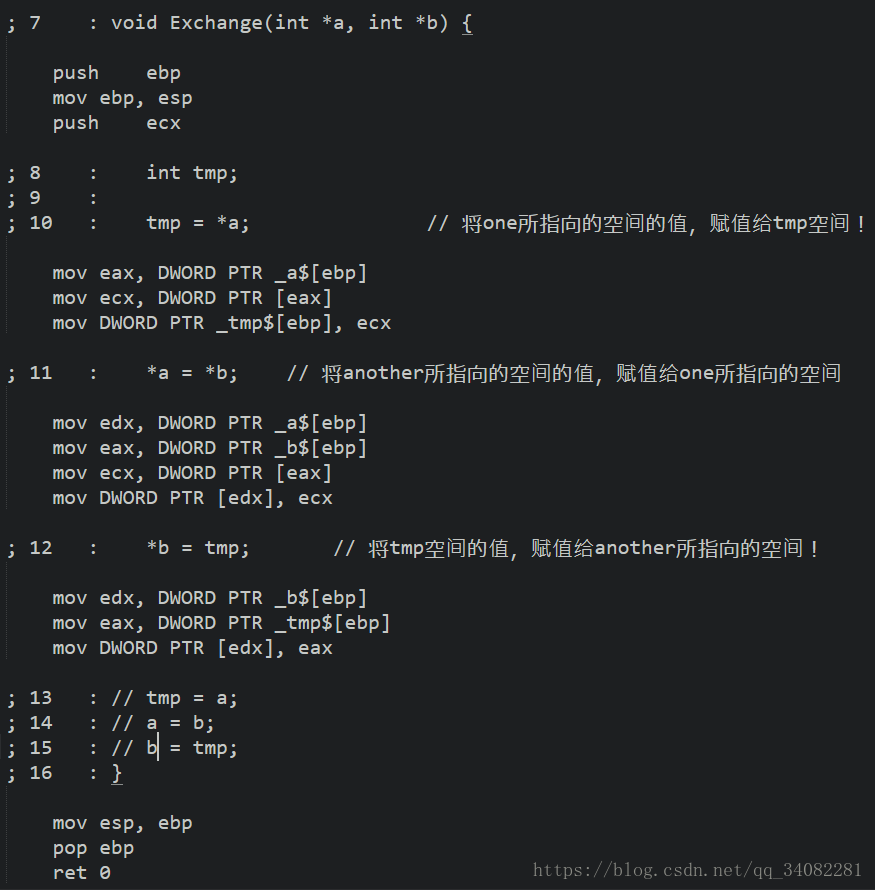 ; 7    : void Exchange(int *a, int *b) {
push    ebp
mov ebp, esp
push    ecx
; 8    :    int tmp;
; 9    :
; 10   :    tmp = *a;               // 将one所指向的空间的值，赋值给tmp空间！
mov eax, DWORD PTR _a$[ebp]
mov ecx, DWORD PTR [eax]
mov DWORD PTR _tmp$[ebp], ecx
; 11   :    *a = *b;    // 将another所指向的空间的值，赋值给one所指向的空间
mov edx, DWORD PTR _a$[ebp]
mov eax, DWORD PTR _b$[ebp]
mov ecx, DWORD PTR [eax]
mov DWORD PTR [edx], ecx
; 12   :    *b = tmp;       // 将tmp空间的值，赋值给another所指向的空间！
mov edx, DWORD PTR _b$[ebp]
mov eax, DWORD PTR _tmp$[ebp]
mov DWORD PTR [edx], eax
; 13   : // tmp = a;
; 14   : // a = b;
; 15   : // b = tmp;
; 16   : }
mov esp, ebp
pop ebp
ret 0
https://blog.csdn.net/qq_34082281